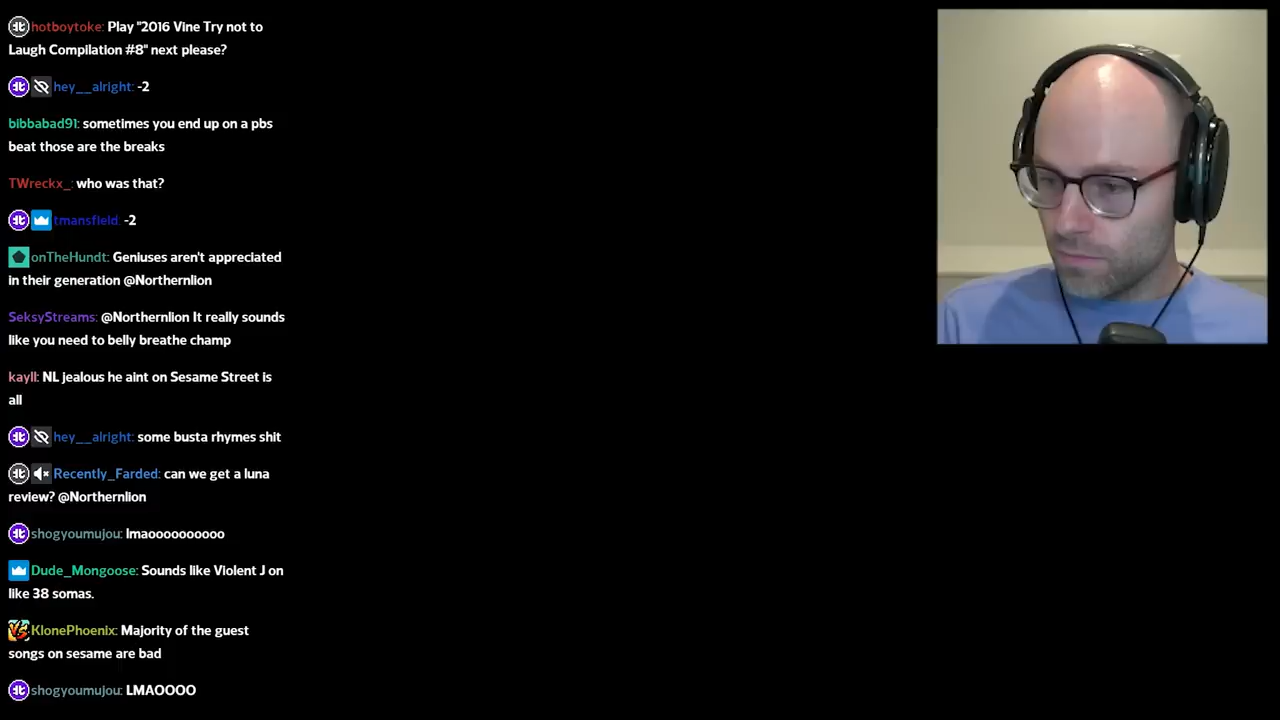 hotboytoke: Play "2016 Vine Try not to
Laugh Compilation #8" next please?
hey__alright: -2
bibbabad91: sometimes you end up on a pbs
beat those are the breaks
TWreckx_: who was that?
tmansfield: -2
onTheHundt: Geniuses aren't appreciated
in their generation @Northernlion
SeksyStreams: @Northernlion It really sounds
like you need to belly breathe champ
kayll: NL jealous he aint on Sesame Street is
all
hey__alright: some busta rhymes shit
Recently_Farded: can we get a luna
review? @Northernlion
shogyoumujou: lmaoooooooooo
Dude_Mongoose: Sounds like Violent J on
like 38 somas.
KlonePhoenix: Majority of the guest
songs on sesame are bad
shogyoumujou: LMAOOOO